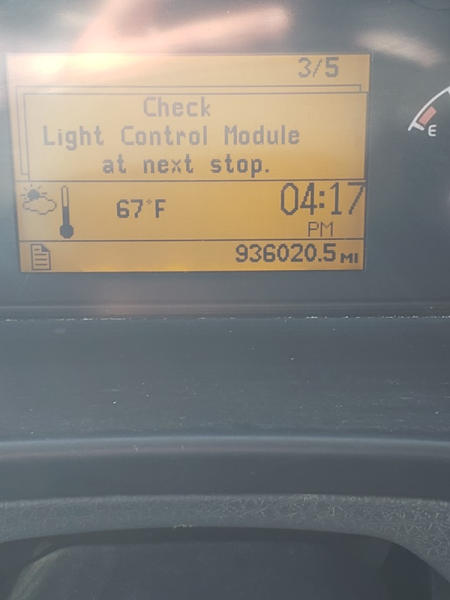 3/5
Check
Light Control Module
at next stop.
67°F
04:17
PM
936020.5 MI
E